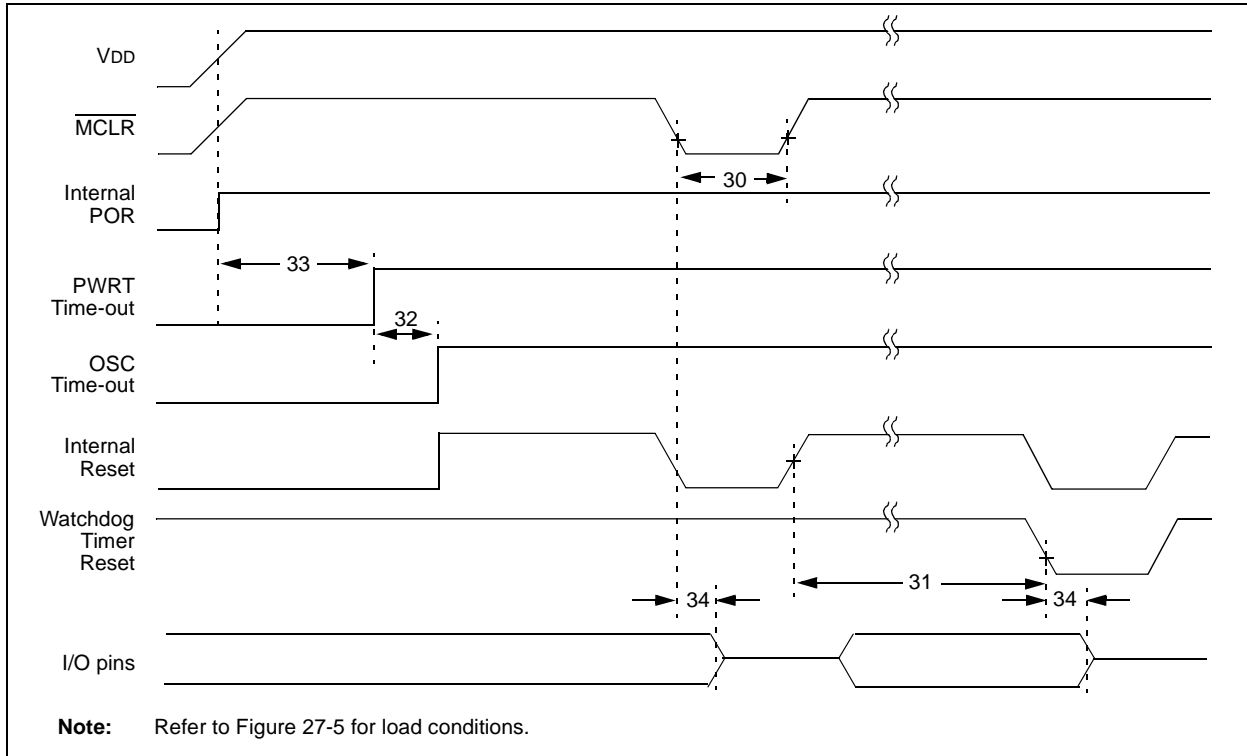 VDD
MCLR
30
Internal
POR
33
PWRT
Time-out
32
OSC
Time-out
Internal
Reset
Watchdog
Timer
Reset
31
34
34
I/O pins
Note: Refer to Figure 27-5 for load conditions.